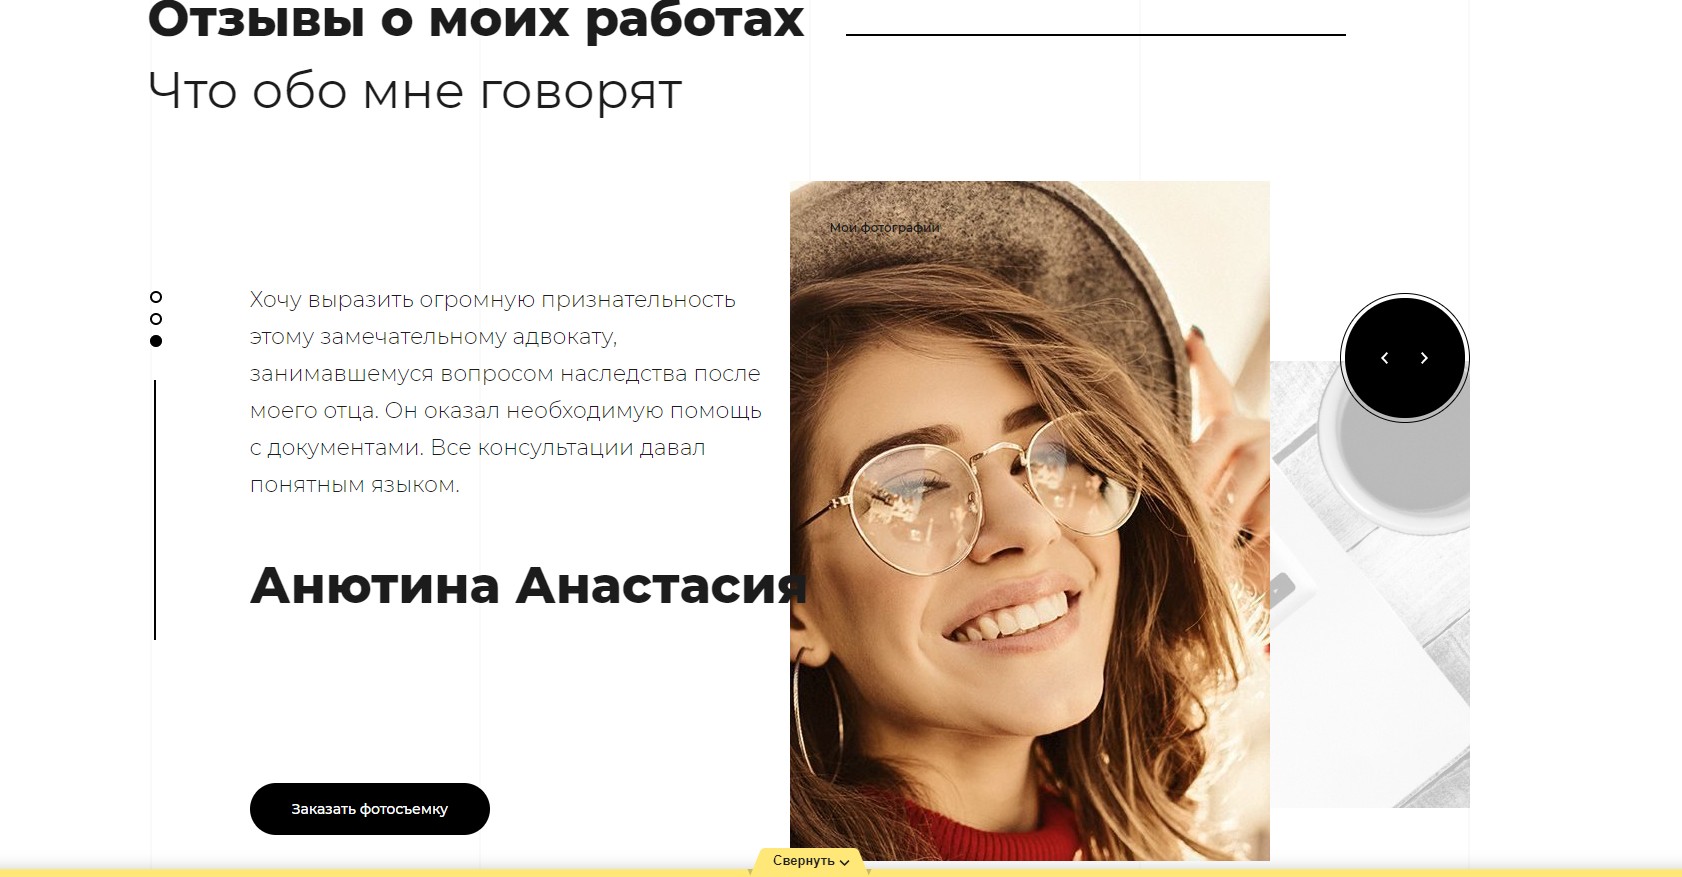 Отзывы о моих работах
Что обо мне говорят
Мои фотографии
Хочу выразить огромную признательность
этому замечательному адвокату,
занимавшемуся вопросом наследства после
моего отца. Он оказал необходимую помощь
с документами. Все консультации давал
понятным языком.
Анютина Анастасия
Заказать фотосъемку
Свернуть